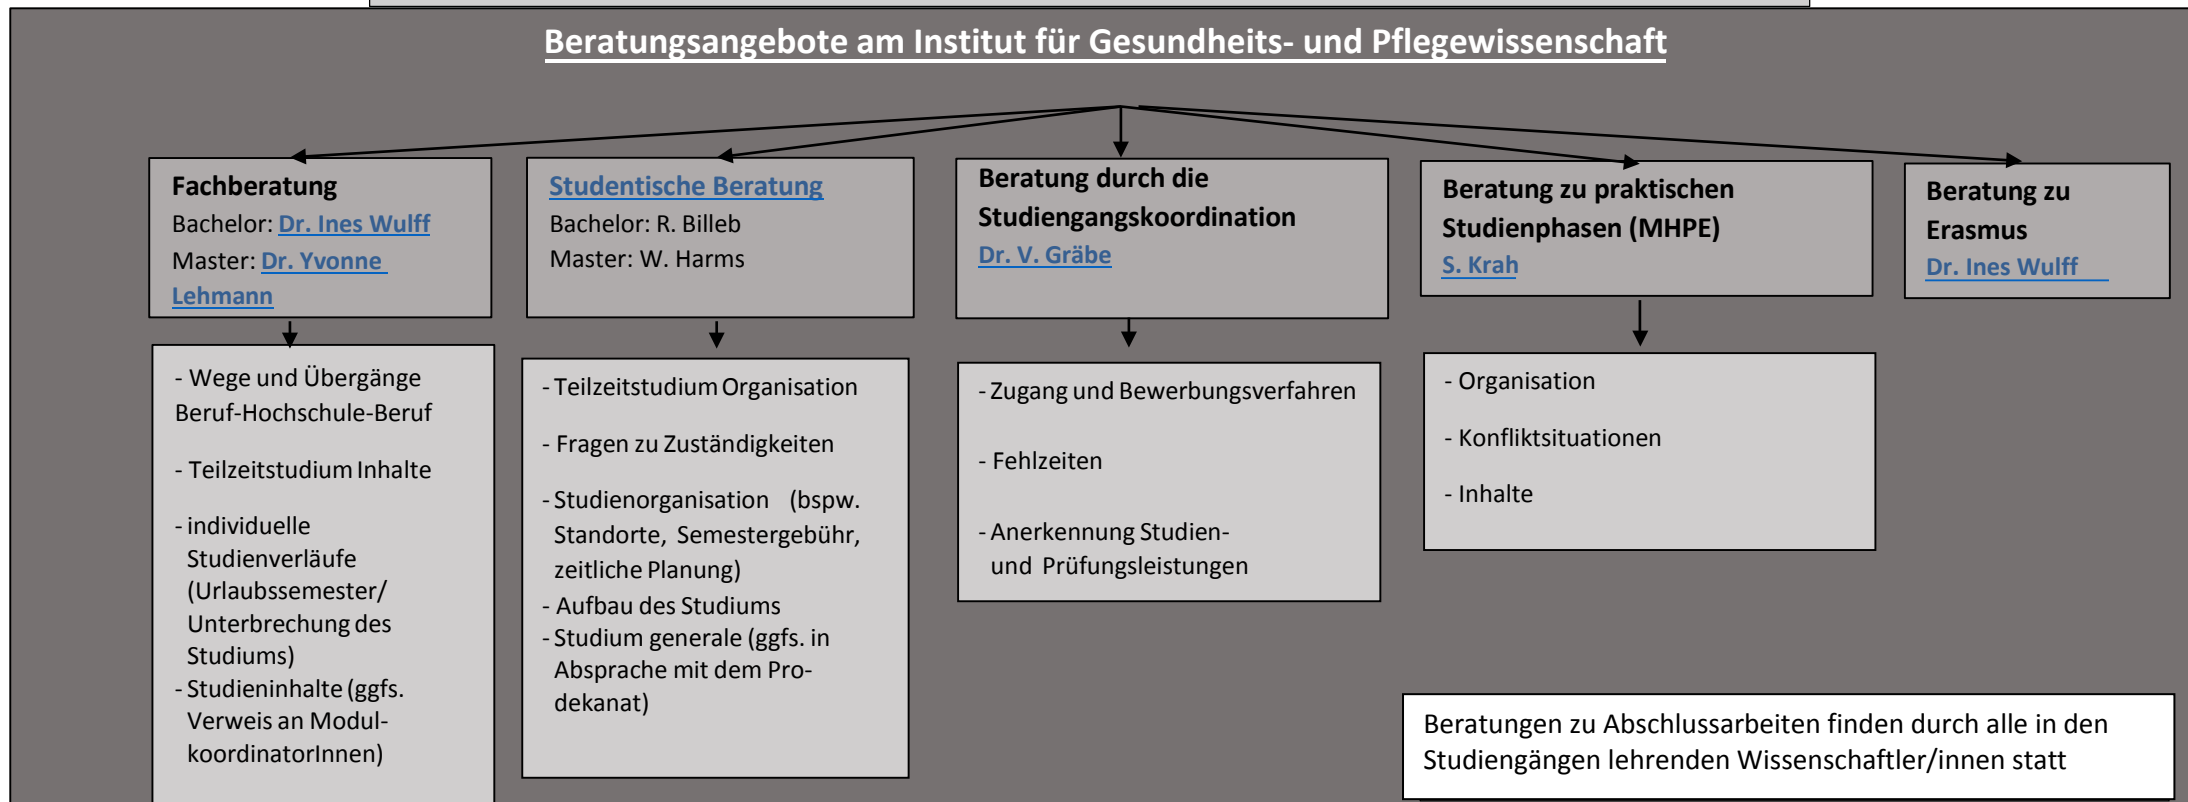 Beratungsangebote am Institut für Gesundheits- und Pflegewissenschaft
Fachberatung
Bachelor: Dr. Ines Wulff
Master: Dr. Yvonne
Lehmann
Studentische Beratung
Bachelor: R. Billeb
Master: W. Harms
Beratung durch die
Studiengangskoordination
Dr. V. Gräbe
Beratung zu praktischen
Studienphasen (MHPE)
S. Krah
Beratung zu
Erasmus
Dr. Ines Wulff
- Wege und Übergänge
Beruf-Hochschule-Beruf
- Teilzeitstudium Inhalte
- individuelle
Studienverläufe
(Urlaubssemester/
Unterbrechung des
Studiums)
- Studieninhalte (ggfs.
Verweis an Modul-
koordinatorInnen)
- Teilzeitstudium Organisation
- Fragen zu Zuständigkeiten
- Studienorganisation (bspw.
Standorte, Semestergebühr,
zeitliche Planung)
- Aufbau des Studiums
- Studium generale (ggfs. in
Absprache mit dem Pro-
dekanat)
- Zugang und Bewerbungsverfahren
- Fehlzeiten
- Anerkennung Studien-
und Prüfungsleistungen
- Organisation
- Konfliktsituationen
- Inhalte
Beratungen zu Abschlussarbeiten finden durch alle in den
Studiengängen lehrenden Wissenschaftler/innen statt